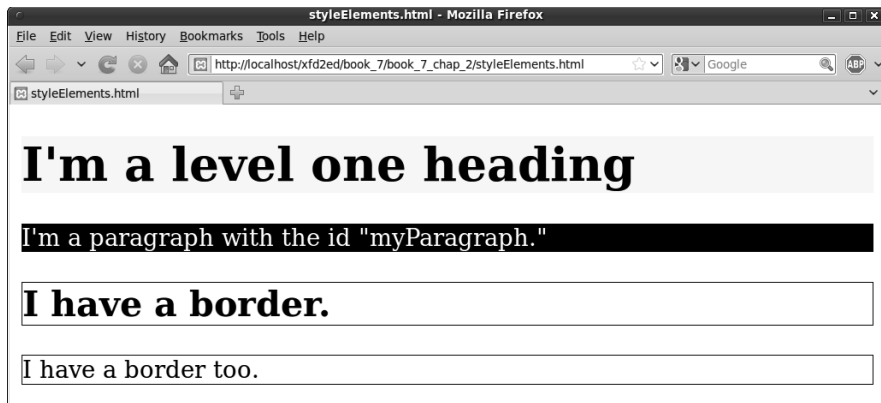 styleElements.html - Mozilla Firefox
File Edit View History Bookmarks Tools Help
http://localhost/xfd2ed/book_7/book_7_chap_2/styleElements.html Google ABP
styleElements.html
I'm a level one heading
I'm a paragraph with the id "myParagraph."
I have a border.
I have a border too.